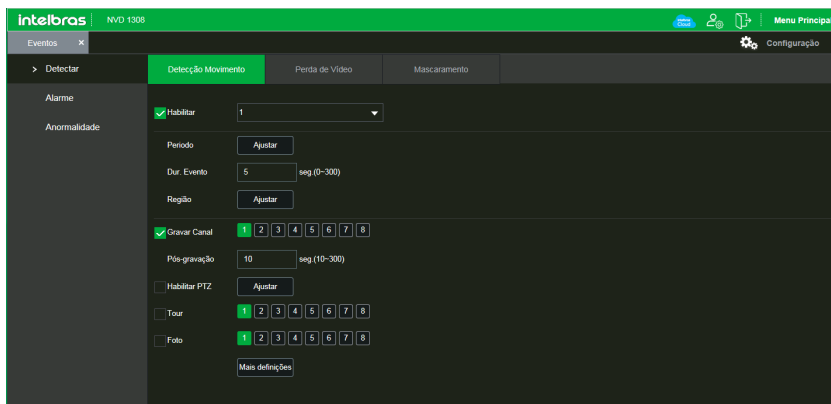 intelbras NVD 1308 Intelbras Cloud Menu Principa
Eventos × Configuração
> Detectar Detecção Movimento Perda de Vídeo Mascaramento
Alarme
Anormalidade
Habilitar 1
Periodo Ajustar
Dur. Evento 5 seg.(0~300)
Região Ajustar
Gravar Canal 1 2 3 4 5 6 7 8
Pós-gravação 10 seg.(10~300)
Habilitar PTZ Ajustar
Tour 1 2 3 4 5 6 7 8
Foto 1 2 3 4 5 6 7 8
Mais definições